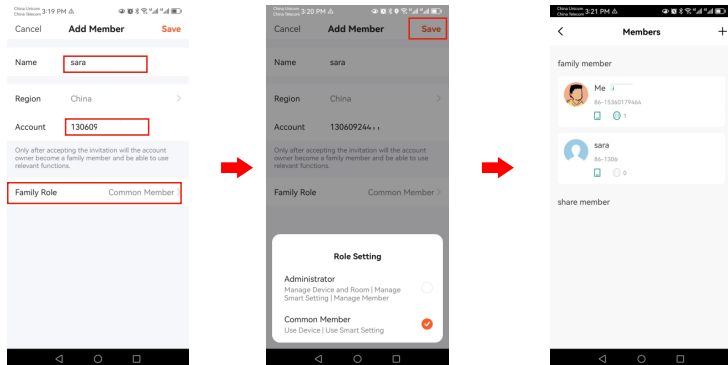 China Unicom
China Telecom 3:19 PM
Cancel Add Member Save
Name sara
Region China
Account 130609
Only after accepting the invitation will the account
owner become a family member and be able to use
relevant functions.
Family Role Common Member
China Unicom
China Telecom 3:20 PM
Cancel Add Member Save
Name sara
Region China
Account 130609244
Only after accepting the invitation will the account
owner become a family member and be able to use
relevant functions.
Family Role Common Member
Role Setting
Administrator
Manage Device and Room | Manage
Smart Setting | Manage Member
Common Member
Use Device | Use Smart Setting
China Unicom
China Telecom 3:21 PM
Members
family member
Me
86-15360179464
1
sara
86-1306
0
share member